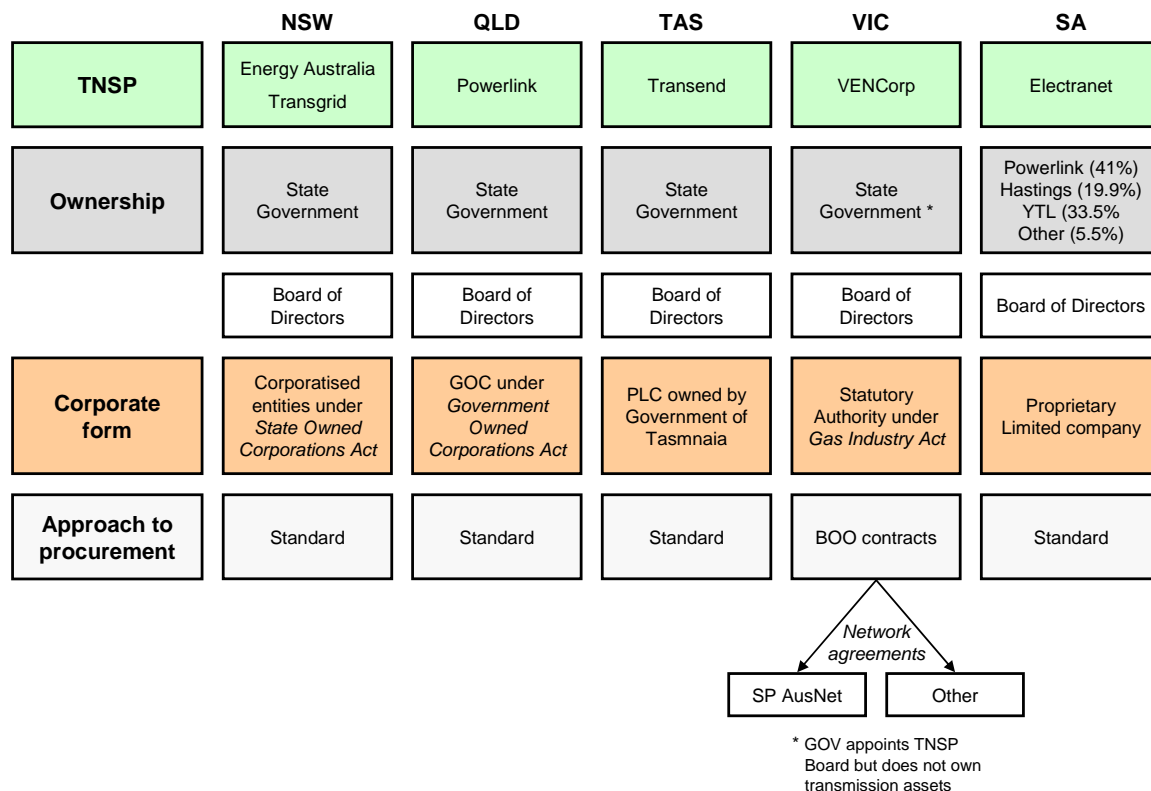 NSW QLD TAS VIC SA
TNSP
Energy Australia
Transgrid
Powerlink
Transend
VENCorp
Electranet
Ownership
State
Government
State
Government
State
Government
State
Government *
Powerlink (41%)
Hastings (19.9%)
YTL (33.5%
Other (5.5%)
Board of
Directors
Board of
Directors
Board of
Directors
Board of
Directors
Board of Directors
Corporate
form
Corporatised
entities under
State Owned
Corporations Act
GOC under
Government
Owned
Corporations Act
PLC owned by
Government of
Tasmnaia
Statutory
Authority under
Gas Industry Act
Proprietary
Limited company
Approach to
procurement
Standard
Standard
Standard
BOO contracts
Standard
Network
agreements
SP AusNet
Other
* GOV appoints TNSP
Board but does not own
transmission assets